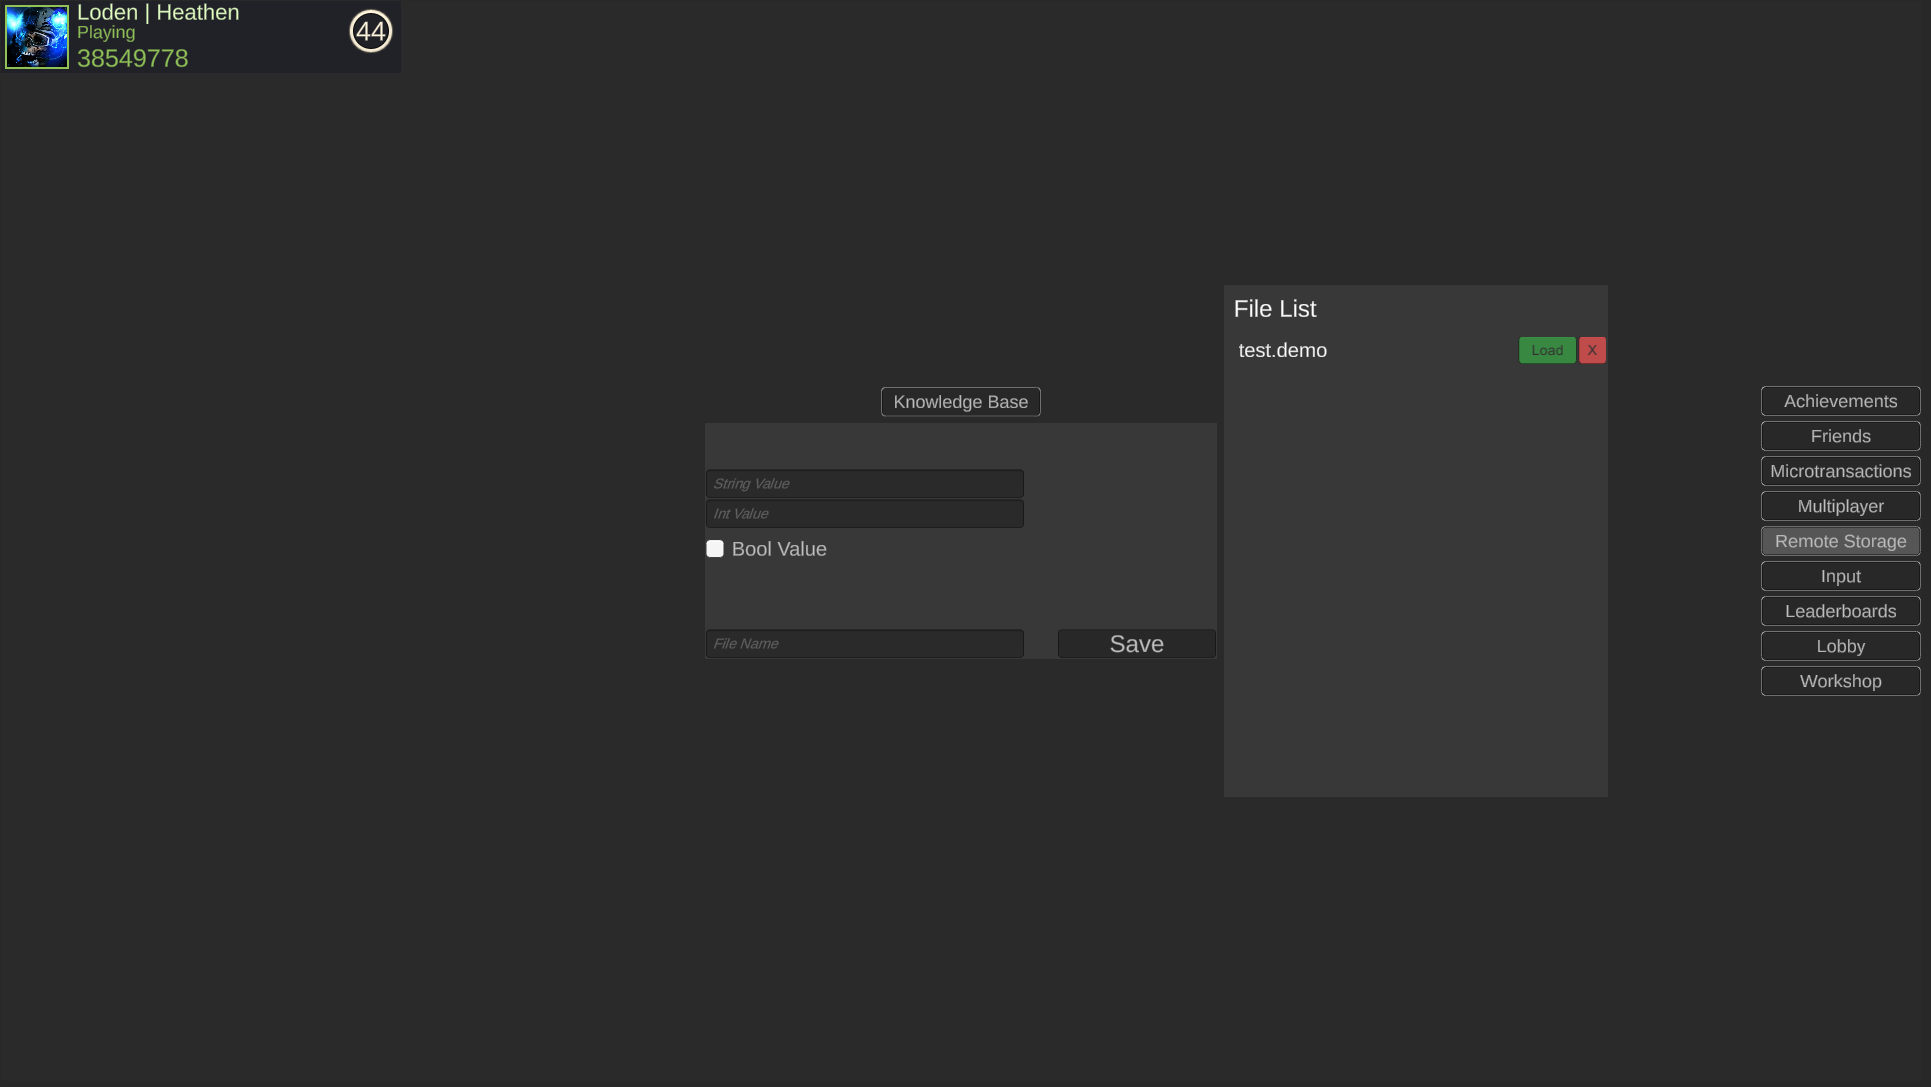 Loden | Heathen
Playing
38549778
44
File List
test.demo
Load
X
Knowledge Base
String Value
Int Value
Bool Value
File Name
Save
Achievements
Friends
Microtransactions
Multiplayer
Remote Storage
Input
Leaderboards
Lobby
Workshop